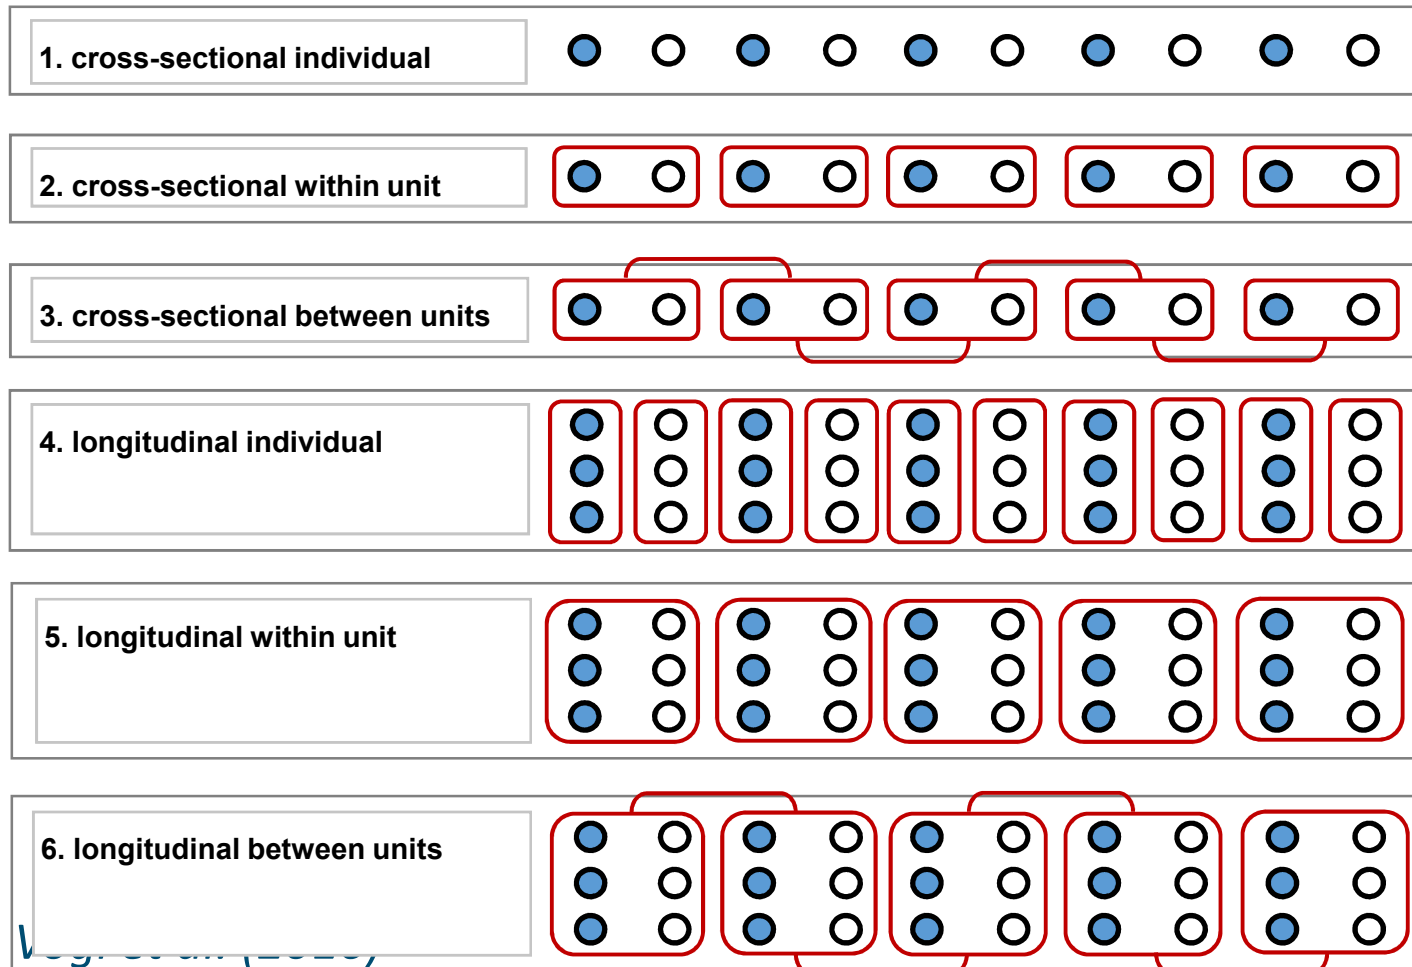 1. cross-sectional individual
2. cross-sectional within unit
3. cross-sectional between units
4. longitudinal individual
5. longitudinal within unit
6. longitudinal between units